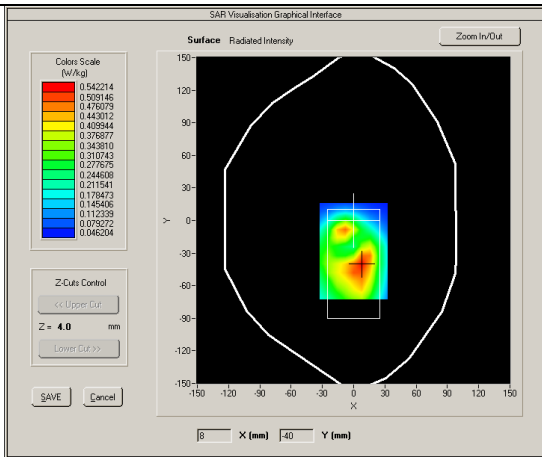 SAR Visualisation Graphical Interface
Surface Radiated Intensity
Zoom In/Out
Colors Scale
(W/kg)
0.542214
0.509146
0.476079
0.443012
0.409944
0.376877
0.343810
0.310743
0.277675
0.244608
0.211541
0.178473
0.145406
0.112339
0.079272
0.046204
Z-Cuts Control
<< Upper Cut
Z = 4.0 mm
Lower Cut >>
SAVE Cancel
150
120
90
60
30
0
-30
-60
-90
-120
-150
Y
-150 -120 -90 -60 -30 0 30 60 90 120 150
X
8 X (mm) -40 Y (mm)